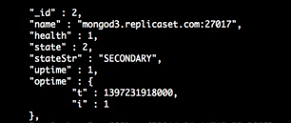 "_id" : 2,
"name" : "mongod3.replicaset.com:27017",
"health" : 1,
"state" : 2,
"stateStr" : "SECONDARY",
"uptime" : 1,
"optime" : {
"t" : 1397231918000,
"i" : 1
},